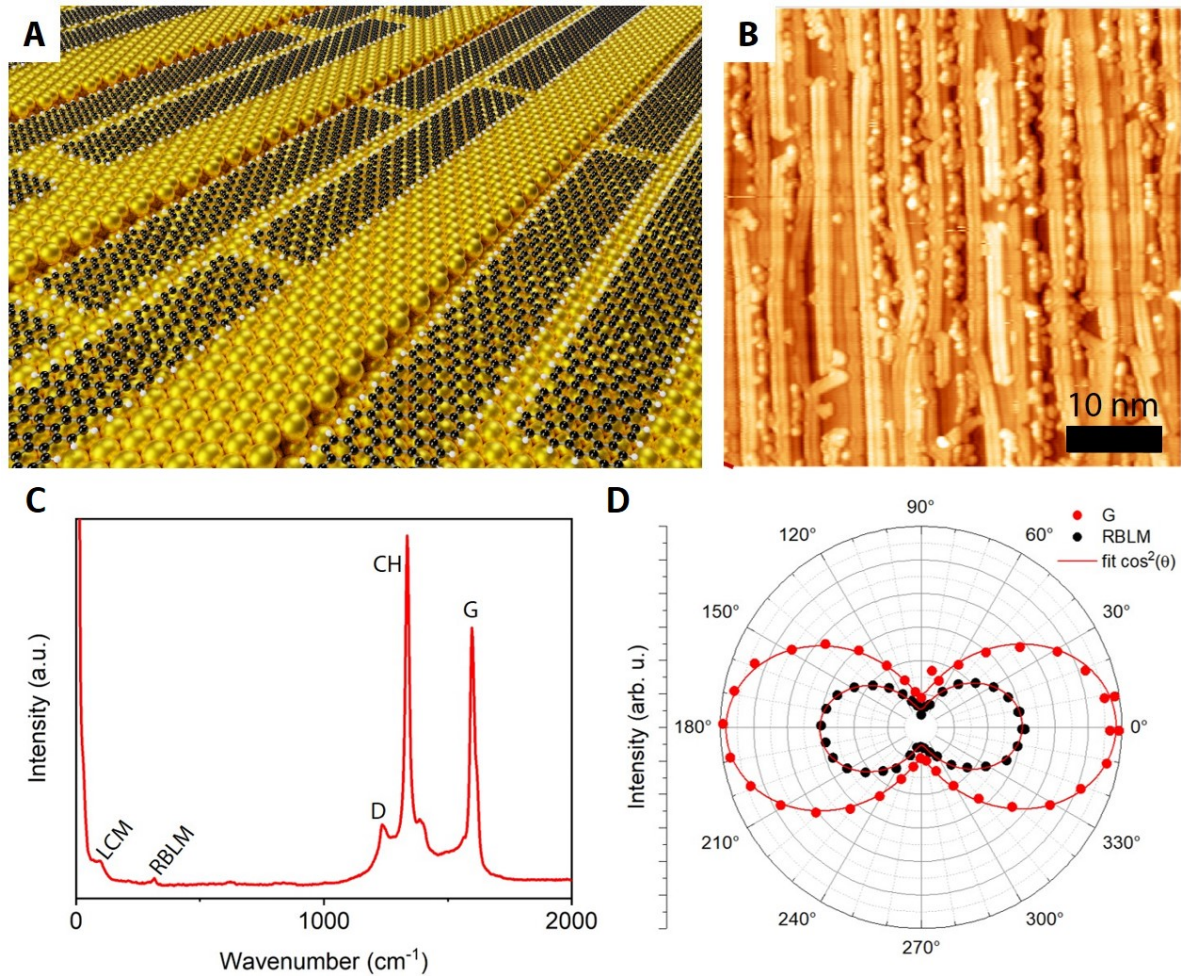 A
B
10 nm
C
Intensity (a.u.)
CH
G
D
LCM
RBLM
0
1000
2000
Wavenumber (cm⁻¹)
D
Intensity (arb. u.)
90°
120°
60°
150°
30°
180°
0°
210°
330°
240°
300°
270°
G
RBLM
fit cos²(θ)